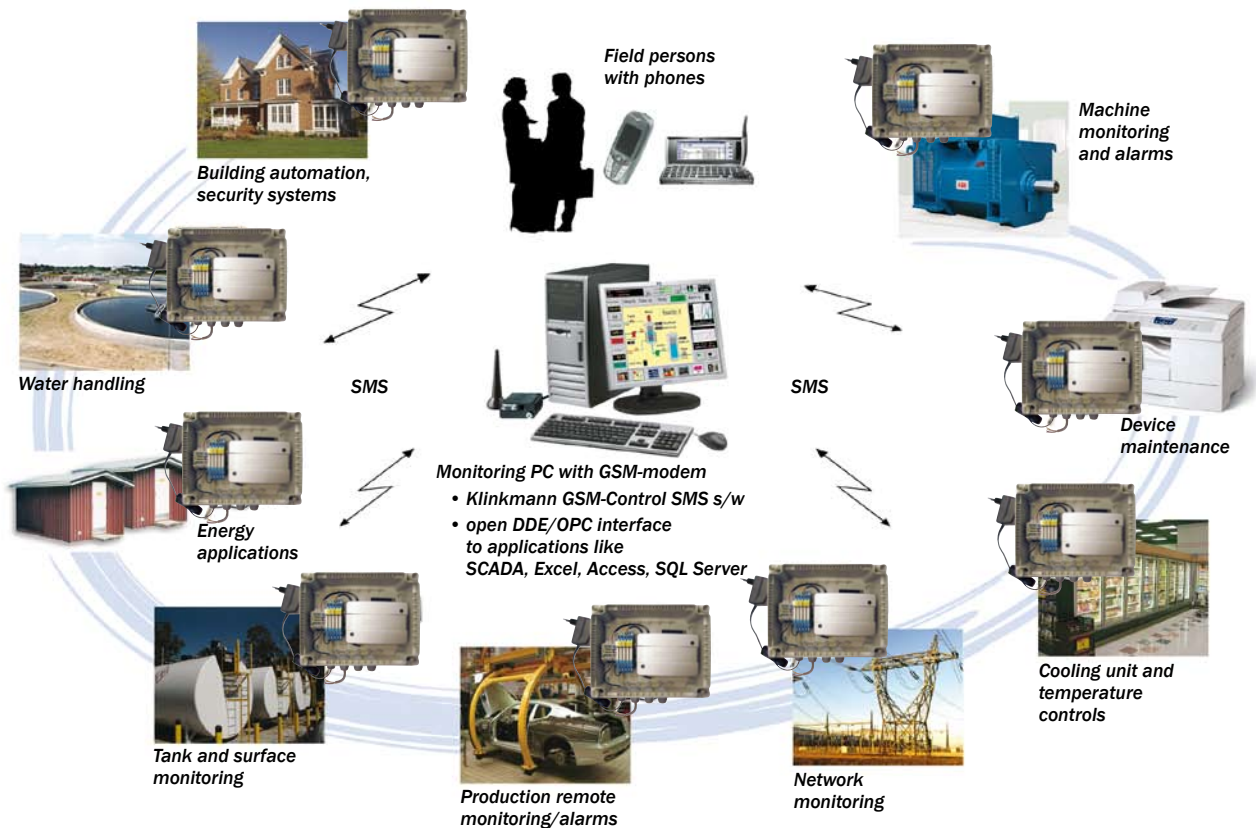 Field persons
with phones
Machine
monitoring
and alarms
Building automation,
security systems
Water handling
SMS
SMS
Device
maintenance
Monitoring PC with GSM-modem
• Klinkmann GSM-Control SMS s/w
• open DDE/OPC interface
to applications like
SCADA, Excel, Access, SQL Server
Energy
applications
Cooling unit and
temperature
controls
Tank and surface
monitoring
Network
monitoring
Production remote
monitoring/alarms